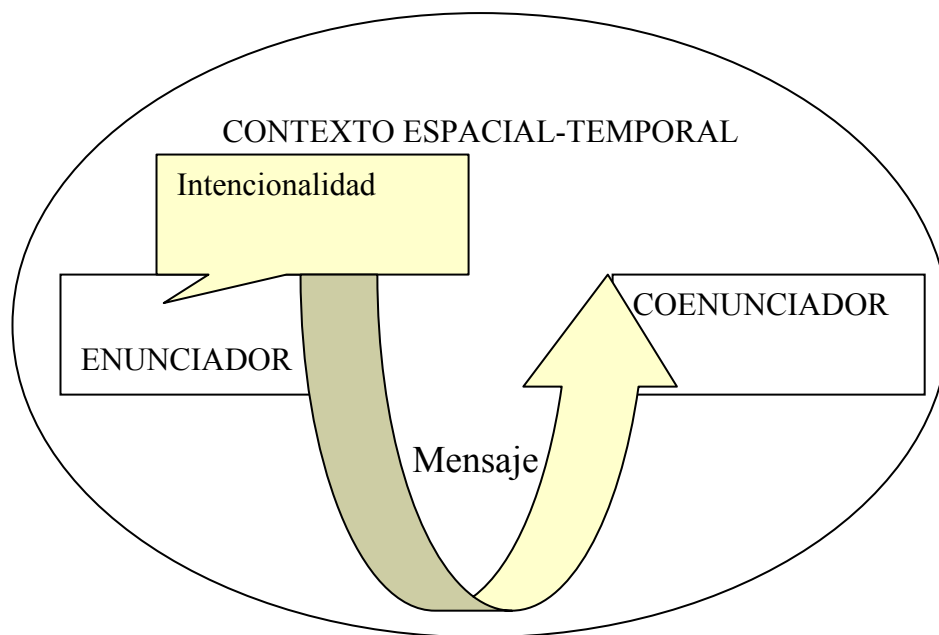 CONTEXTO ESPACIAL-TEMPORAL
Intencionalidad
COENUNCIADOR
ENUNCIADOR
Mensaje